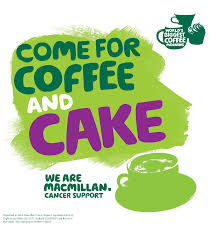 WORLD'S
BIGGEST
COFFEE
MORNING
COME FOR
COFFEE
AND
CAKE
WE ARE
MACMILLAN.
CANCER SUPPORT